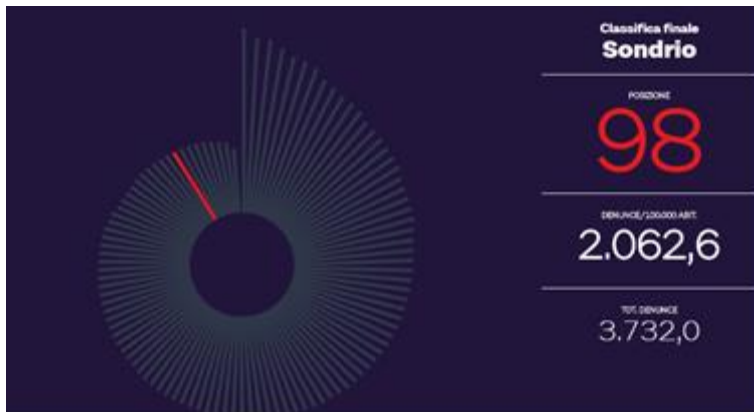 Classifica finale
Sondrio
POSIZIONE
98
DENUNCE/100.000 ABIT.
2.062,6
TOT. DENUNCE
3.732,0